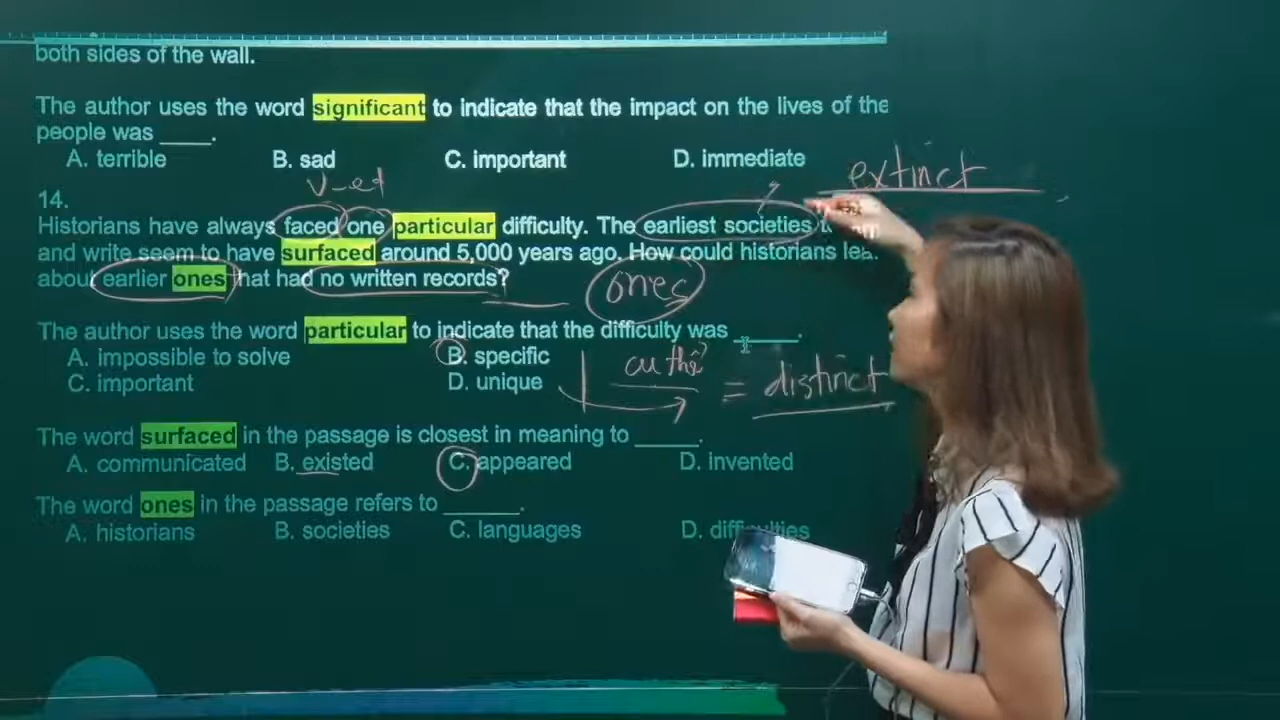 both sides of the wall.
The author uses the word significant to indicate that the impact on the lives of the
people was ____.
A. terrible B. sad C. important D. immediate
V-ed
extinct
14.
Historians have always faced one particular difficulty. The earliest societies
and write seem to have surfaced around 5,000 years ago. How could historians
about earlier ones that had no written records?
ones
The author uses the word particular to indicate that the difficulty was _____.
A. impossible to solve B. specific
cụ thể
C. important D. unique
= distinct
The word surfaced in the passage is closest in meaning to _____.
A. communicated B. existed C. appeared D. invented
The word ones in the passage refers to ______.
A. historians B. societies C. languages D. difficulties